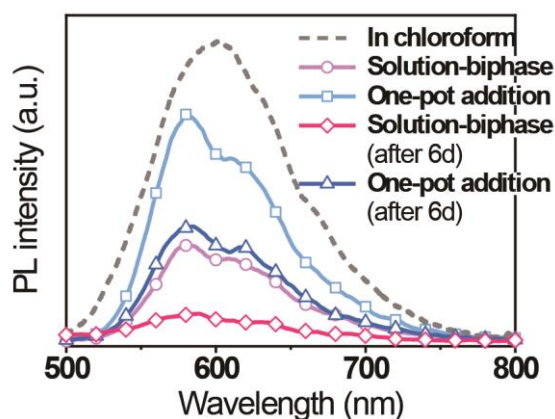 PL intensity (a.u.)
In chloroform
Solution-biphase
One-pot addition
Solution-biphase
(after 6d)
One-pot addition
(after 6d)
500 600 700 800
Wavelength (nm)